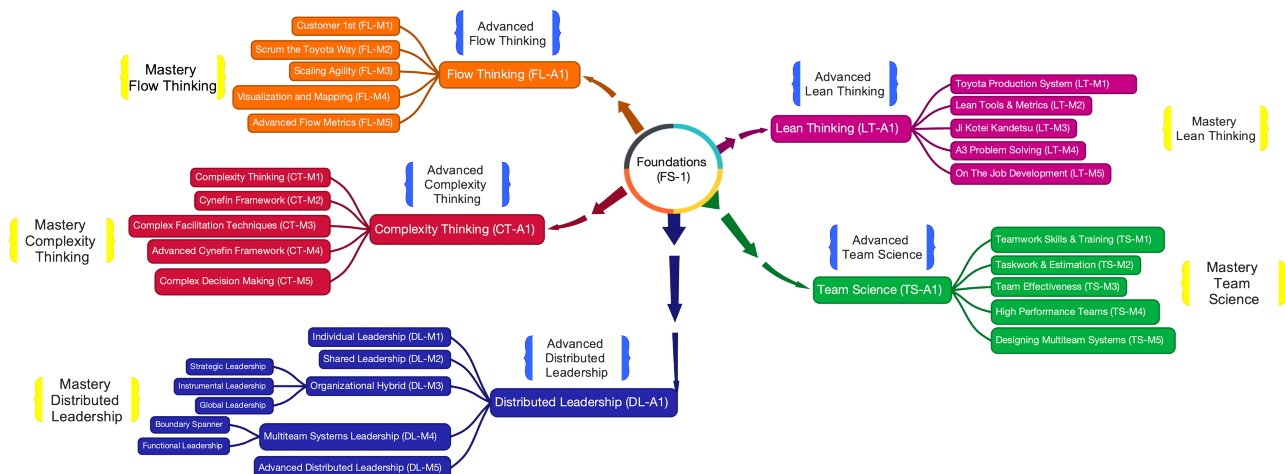 Customer 1st (FL-M1)
Scrum the Toyota Way (FL-M2)
Scaling Agility (FL-M3)
Visualization and Mapping (FL-M4)
Advanced Flow Metrics (FL-M5)
Mastery
Flow Thinking
Advanced
Flow Thinking
Flow Thinking (FL-A1)
Foundations
(FS-1)
Advanced
Lean Thinking
Lean Thinking (LT-A1)
Toyota Production System (LT-M1)
Lean Tools & Metrics (LT-M2)
Ji Kotei Kandetsu (LT-M3)
A3 Problem Solving (LT-M4)
On The Job Development (LT-M5)
Mastery
Lean Thinking
Complexity Thinking (CT-M1)
Cynefin Framework (CT-M2)
Complex Facilitation Techniques (CT-M3)
Advanced Cynefin Framework (CT-M4)
Complex Decision Making (CT-M5)
Mastery
Complexity
Thinking
Advanced
Complexity
Thinking
Complexity Thinking (CT-A1)
Advanced
Team Science
Team Science (TS-A1)
Teamwork Skills & Training (TS-M1)
Taskwork & Estimation (TS-M2)
Team Effectiveness (TS-M3)
High Performance Teams (TS-M4)
Designing Multiteam Systems (TS-M5)
Mastery
Team
Science
Individual Leadership (DL-M1)
Shared Leadership (DL-M2)
Organizational Hybrid (DL-M3)
Strategic Leadership
Instrumental Leadership
Global Leadership
Multiteam Systems Leadership (DL-M4)
Boundary Spanner
Functional Leadership
Advanced Distributed Leadership (DL-M5)
Mastery
Distributed
Leadership
Advanced
Distributed
Leadership
Distributed Leadership (DL-A1)